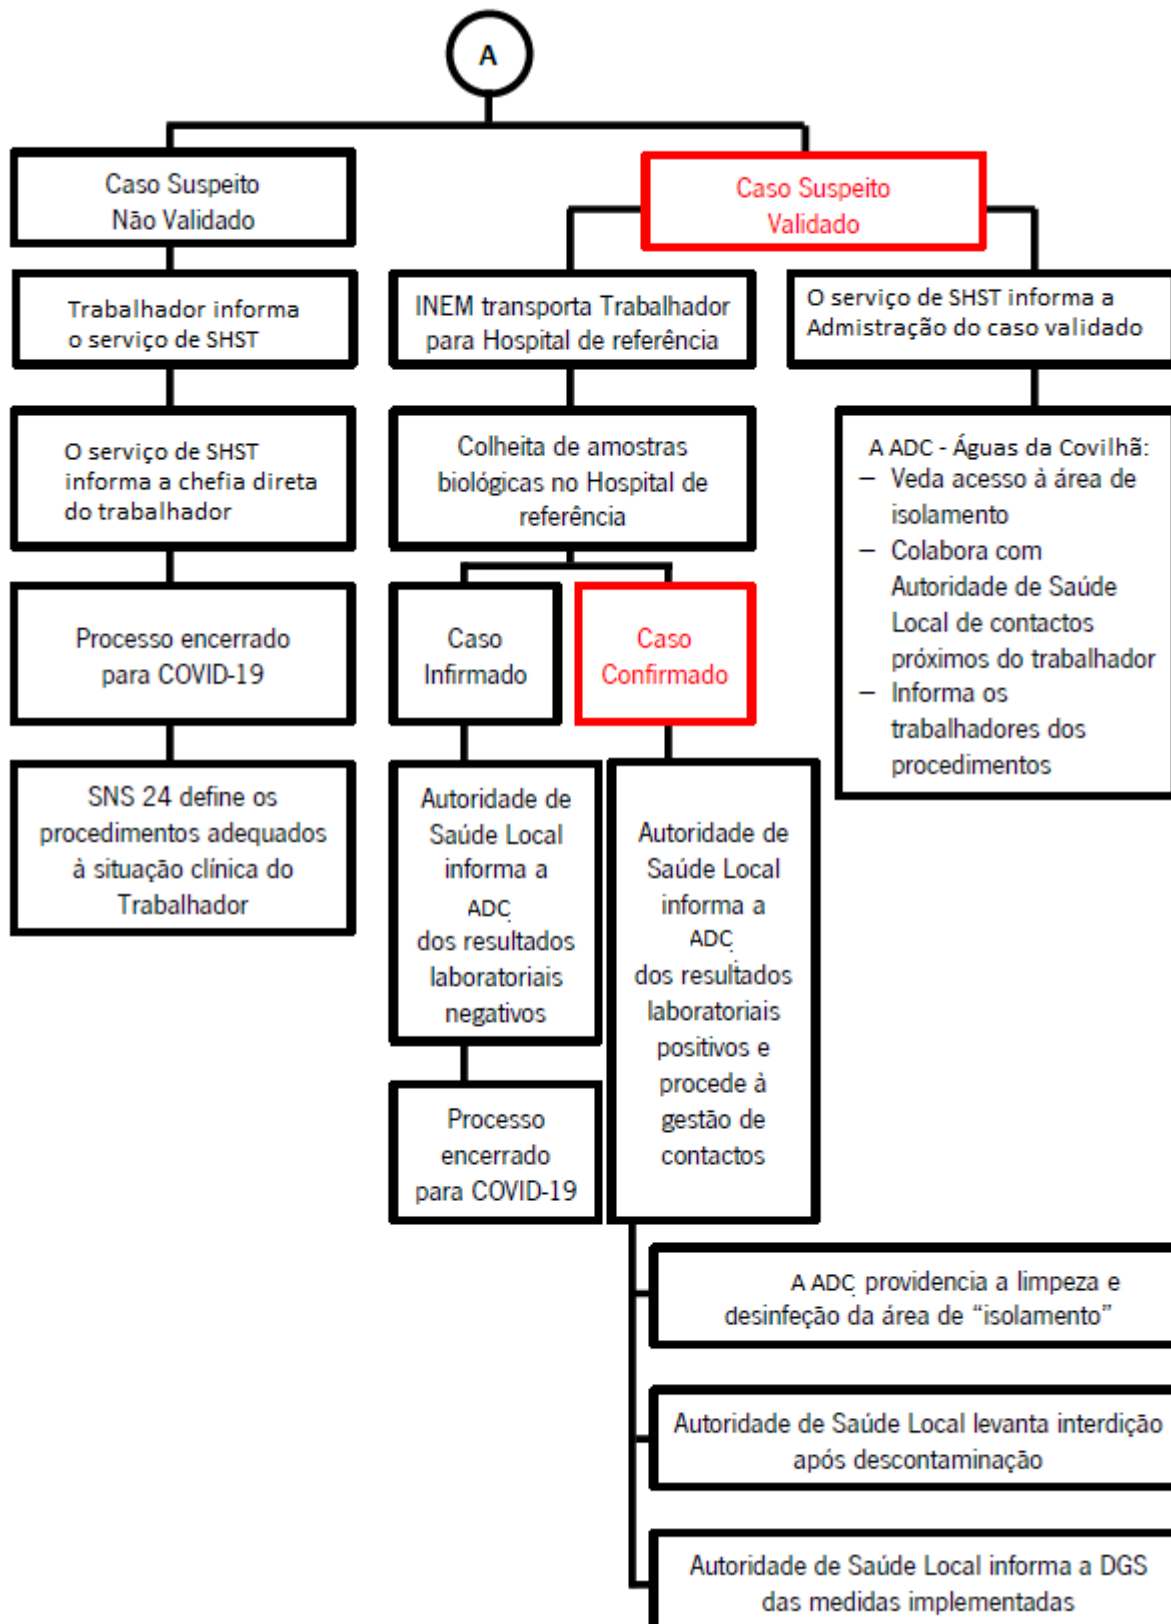 A
Caso Suspeito
Não Validado
Caso Suspeito
Validado
Trabalhador informa
o serviço de SHST
INEM transporta Trabalhador
para Hospital de referência
O serviço de SHST informa a
Admistração do caso validado
O serviço de SHST
informa a chefia direta
do trabalhador
Colheita de amostras
biológicas no Hospital de
referência
A ADC - Águas da Covilhã:
– Veda acesso à área de
isolamento
– Colabora com
Autoridade de Saúde
Local de contactos
próximos do trabalhador
– Informa os
trabalhadores dos
procedimentos
Processo encerrado
para COVID-19
Caso
Infirmado
Caso
Confirmado
SNS 24 define os
procedimentos adequados
à situação clínica do
Trabalhador
Autoridade de
Saúde Local
informa a
ADC
dos resultados
laboratoriais
negativos
Autoridade de
Saúde Local
informa a
ADC
dos resultados
laboratoriais
positivos e
procede à
gestão de
contactos
Processo
encerrado
para COVID-19
A ADC providencia a limpeza e
desinfeção da área de “isolamento”
Autoridade de Saúde Local levanta interdição
após descontaminação
Autoridade de Saúde Local informa a DGS
das medidas implementadas